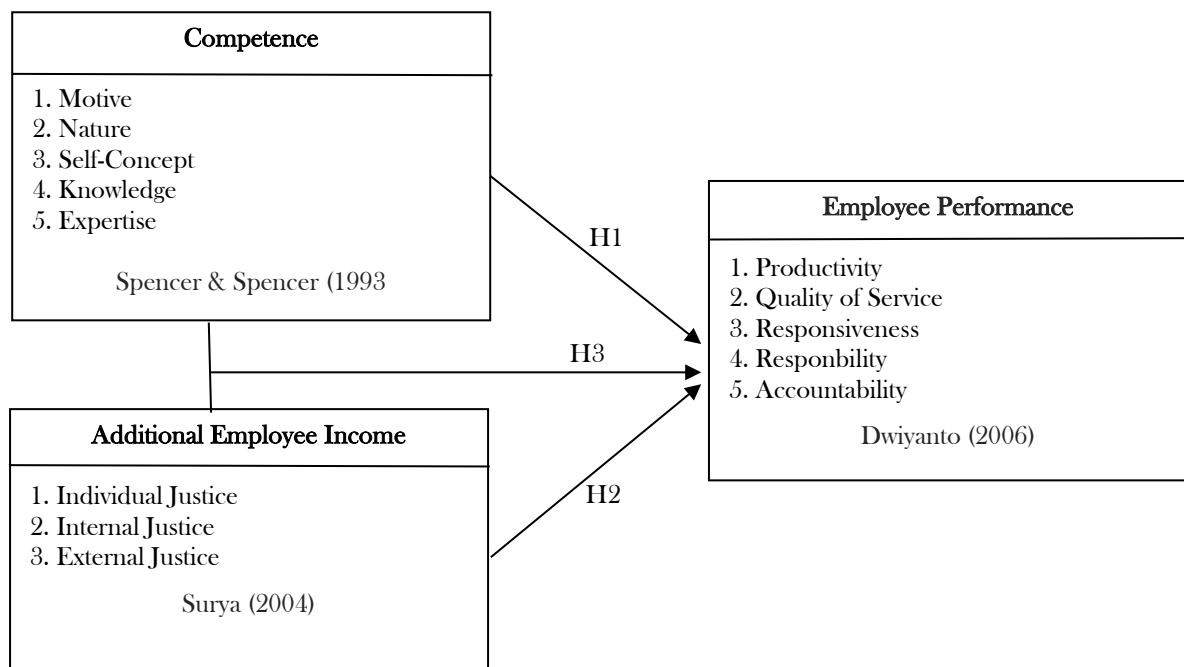 Competence
1. Motive
2. Nature
3. Self-Concept
4. Knowledge
5. Expertise
Spencer & Spencer (1993
H1
H3
Additional Employee Income
1. Individual Justice
2. Internal Justice
3. External Justice
Surya (2004)
H2
Employee Performance
1. Productivity
2. Quality of Service
3. Responsiveness
4. Responbility
5. Accountability
Dwiyanto (2006)